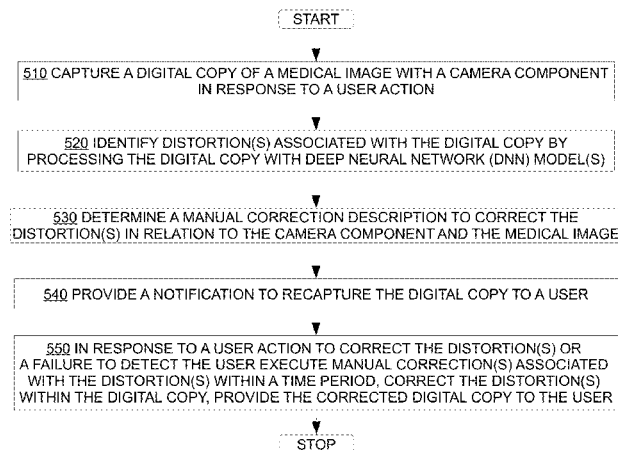 START
510 CAPTURE A DIGITAL COPY OF A MEDICAL IMAGE WITH A CAMERA COMPONENT
IN RESPONSE TO A USER ACTION
520 IDENTIFY DISTORTION(S) ASSOCIATED WITH THE DIGITAL COPY BY
PROCESSING THE DIGITAL COPY WITH DEEP NEURAL NETWORK (DNN) MODEL(S)
530 DETERMINE A MANUAL CORRECTION DESCRIPTION TO CORRECT THE
DISTORTION(S) IN RELATION TO THE CAMERA COMPONENT AND THE MEDICAL IMAGE
540 PROVIDE A NOTIFICATION TO RECAPTURE THE DIGITAL COPY TO A USER
550 IN RESPONSE TO A USER ACTION TO CORRECT THE DISTORTION(S) OR
A FAILURE TO DETECT THE USER EXECUTE MANUAL CORRECTION(S) ASSOCIATED
WITH THE DISTORTION(S) WITHIN A TIME PERIOD, CORRECT THE DISTORTION(S)
WITHIN THE DIGITAL COPY, PROVIDE THE CORRECTED DIGITAL COPY TO THE USER
STOP